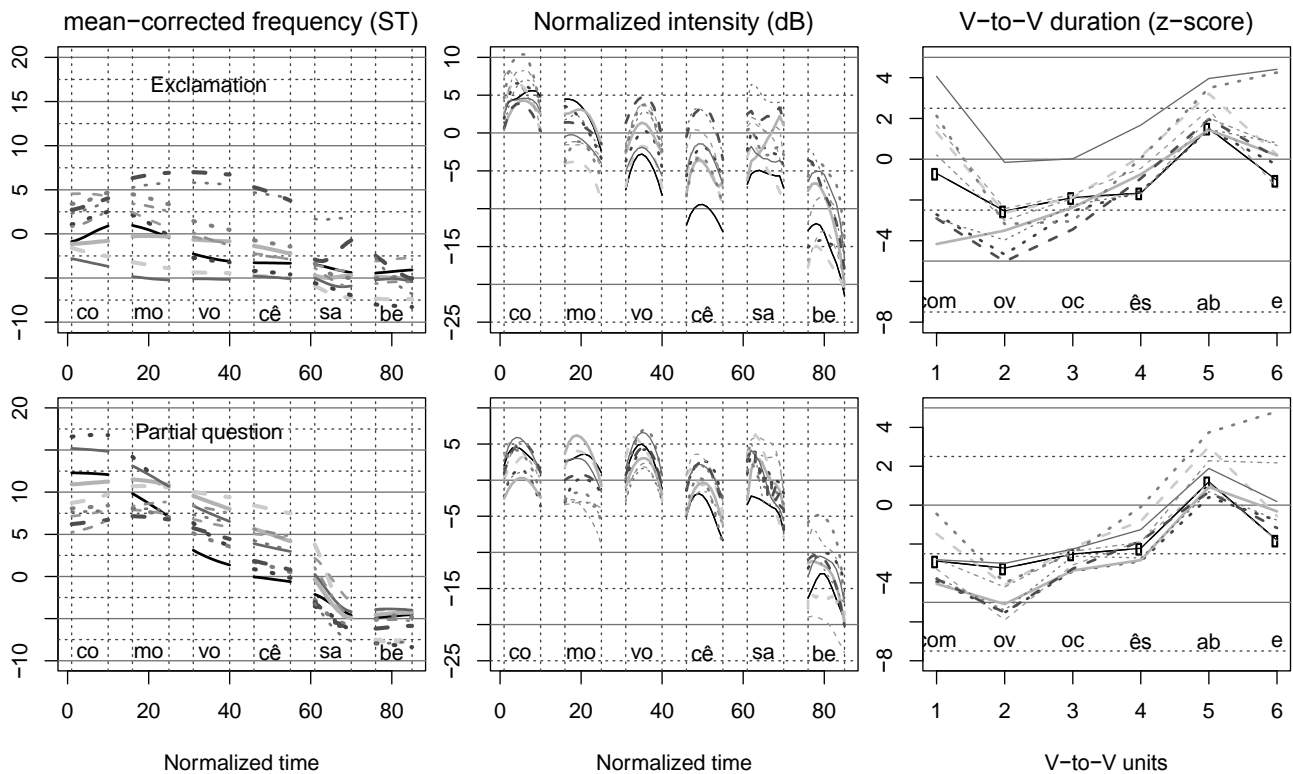 mean−corrected frequency (ST)
Normalized intensity (dB)
V−to−V duration (z−score)
20
15
10
5
0
−10
Exclamation
co mo vo cê sa be
0 20 40 60 80
10
5
0
−5
−15
−25
co mo vo cê sa be
0 20 40 60 80
4
2
0
−4
−8
com ov oc ês ab e
1 2 3 4 5 6
20
15
10
5
0
−10
Partial question
co mo vo cê sa be
0 20 40 60 80
5
−5
−15
−25
co mo vo cê sa be
0 20 40 60 80
4
2
0
−4
−8
com ov oc ês ab e
1 2 3 4 5 6
Normalized time
Normalized time
V−to−V units